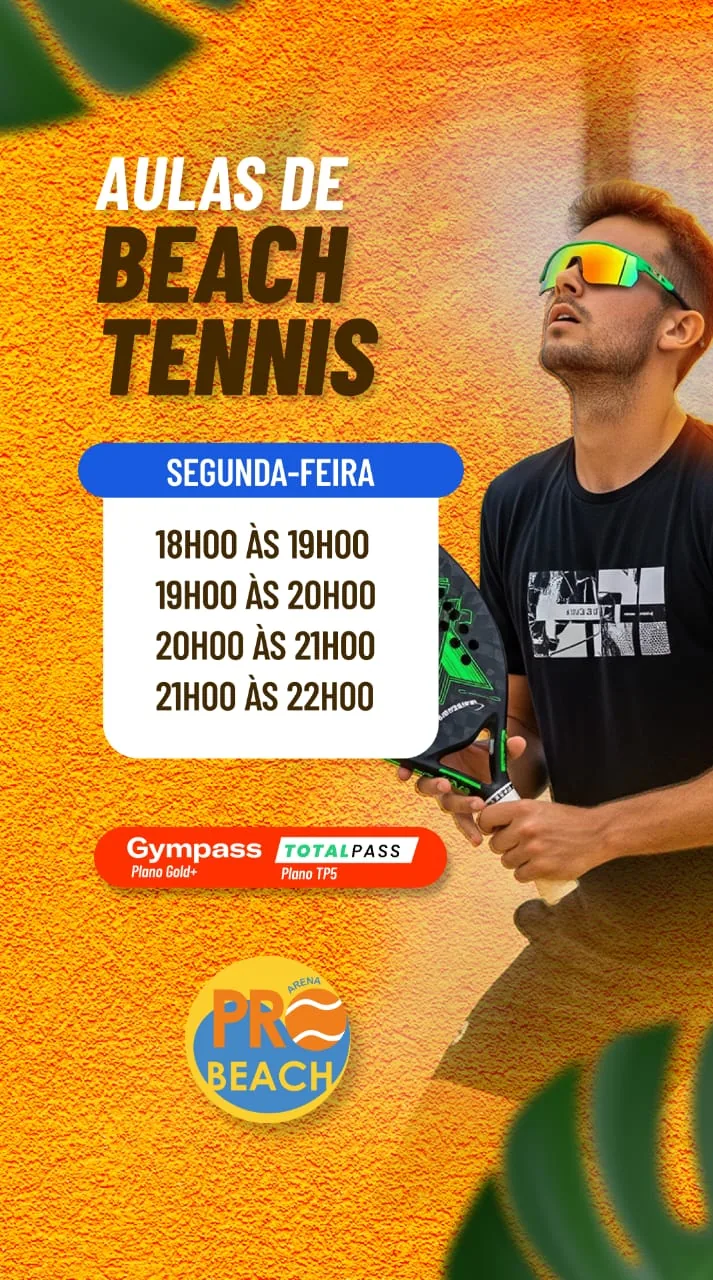 AULAS DE
BEACH
TENNIS
SEGUNDA-FEIRA
18H00 ÀS 19H00
19H00 ÀS 20H00
20H00 ÀS 21H00
21H00 ÀS 22H00
Gympass TOTALPASS
Plano Gold+ Plano TP5
ARENA
PRO
BEACH